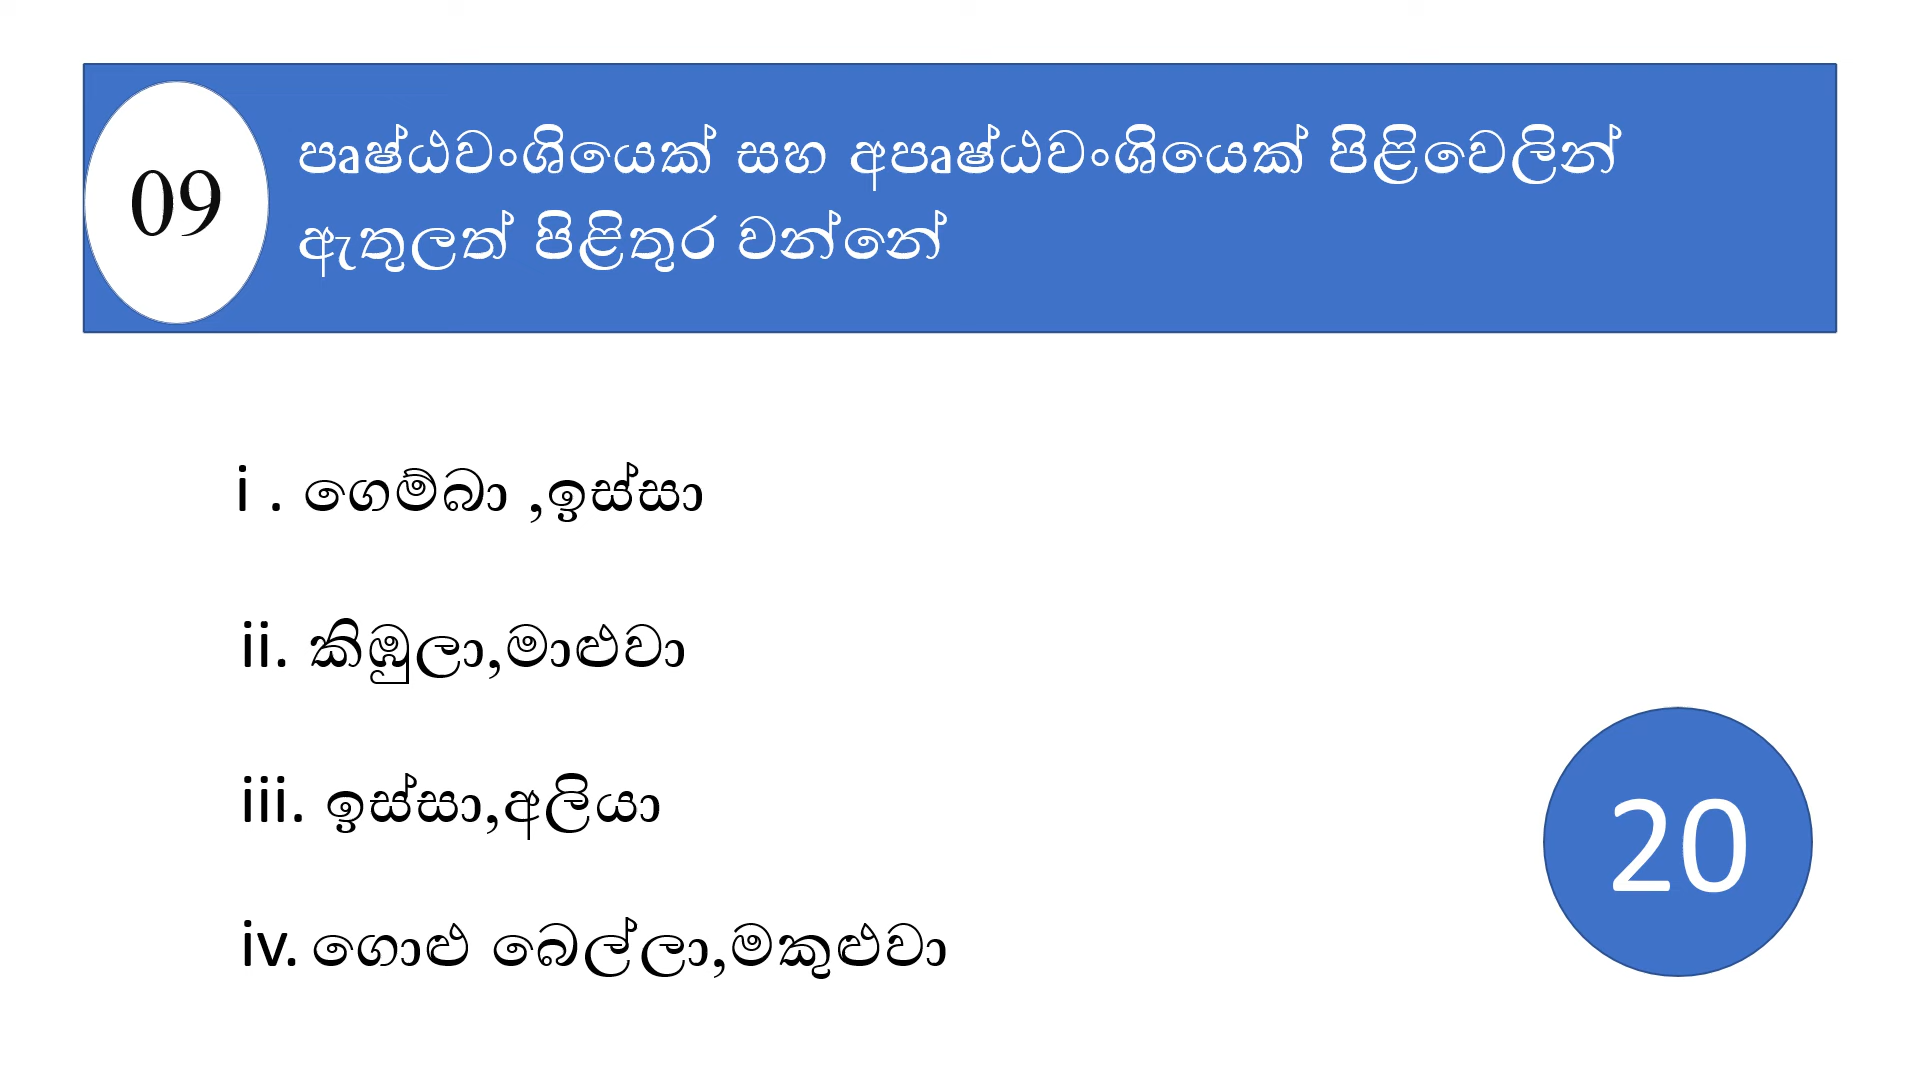 09
පෘෂ්ඨවංශියෙක් සහ අපෘෂ්ඨවංශියෙක් පිළිවෙලින්
ඇතුලත් පිළිතුර වන්නේ
i . ගෙම්බා ,ඉස්සා
ii. කිඹුලා,මාළුවා
iii. ඉස්සා,අලියා
iv. ගොළු බෙල්ලා,මකුළුවා
20